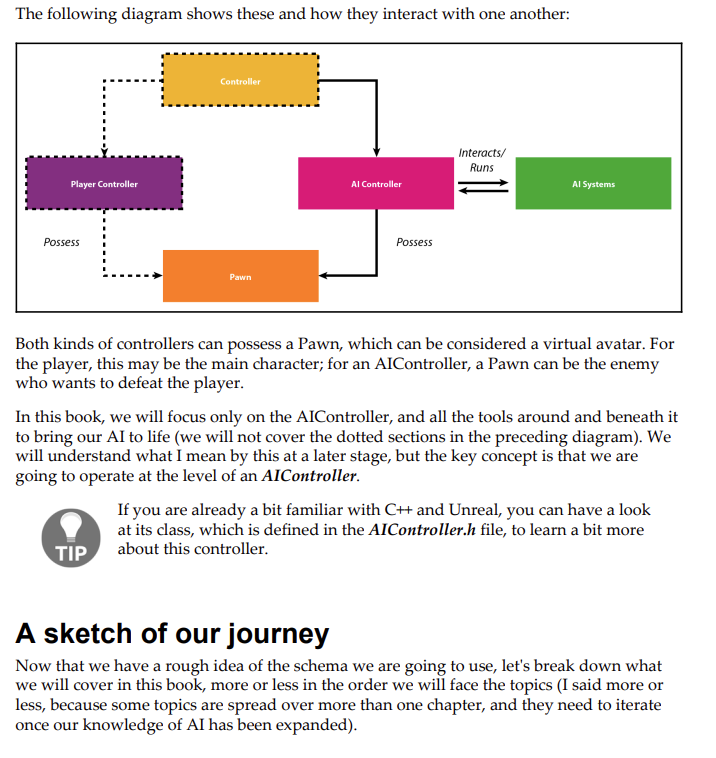 The following diagram shows these and how they interact with one another:
Controller
Interacts/
Runs
Player Controller
AI Controller
AI Systems
Possess
Possess
Pawn
Both kinds of controllers can possess a Pawn, which can be considered a virtual avatar. For
the player, this may be the main character; for an AIController, a Pawn can be the enemy
who wants to defeat the player.
In this book, we will focus only on the AIController, and all the tools around and beneath it
to bring our AI to life (we will not cover the dotted sections in the preceding diagram). We
will understand what I mean by this at a later stage, but the key concept is that we are
going to operate at the level of an AIController.
If you are already a bit familiar with C++ and Unreal, you can have a look
at its class, which is defined in the AIController.h file, to learn a bit more
about this controller.
TIP
A sketch of our journey
Now that we have a rough idea of the schema we are going to use, let's break down what
we will cover in this book, more or less in the order we will face the topics (I said more or
less, because some topics are spread over more than one chapter, and they need to iterate
once our knowledge of AI has been expanded).